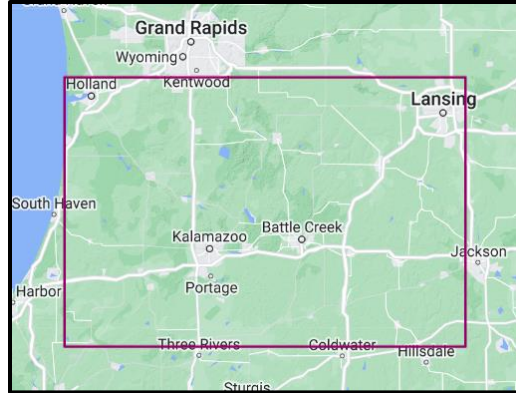 Grand Rapids
Wyoming
Kentwood
Holland
Lansing
South Haven
Kalamazoo
Battle Creek
Jackson
Harbor
Portage
Three Rivers
Coldwater
Hillsdale
Sturgis